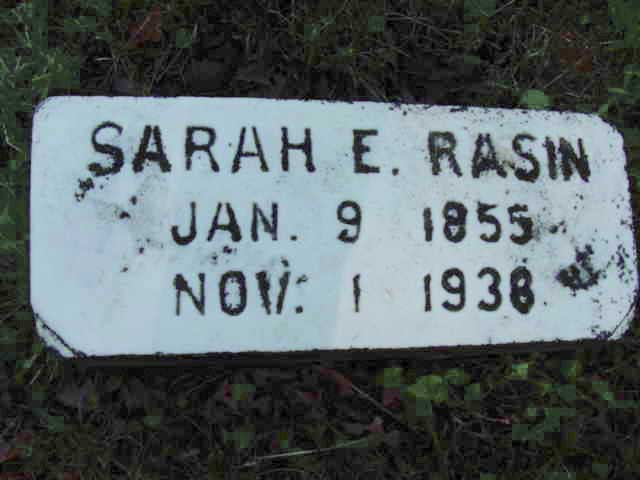 SARAH E. RASIN
JAN. 9 1855
NOV. 1 1938